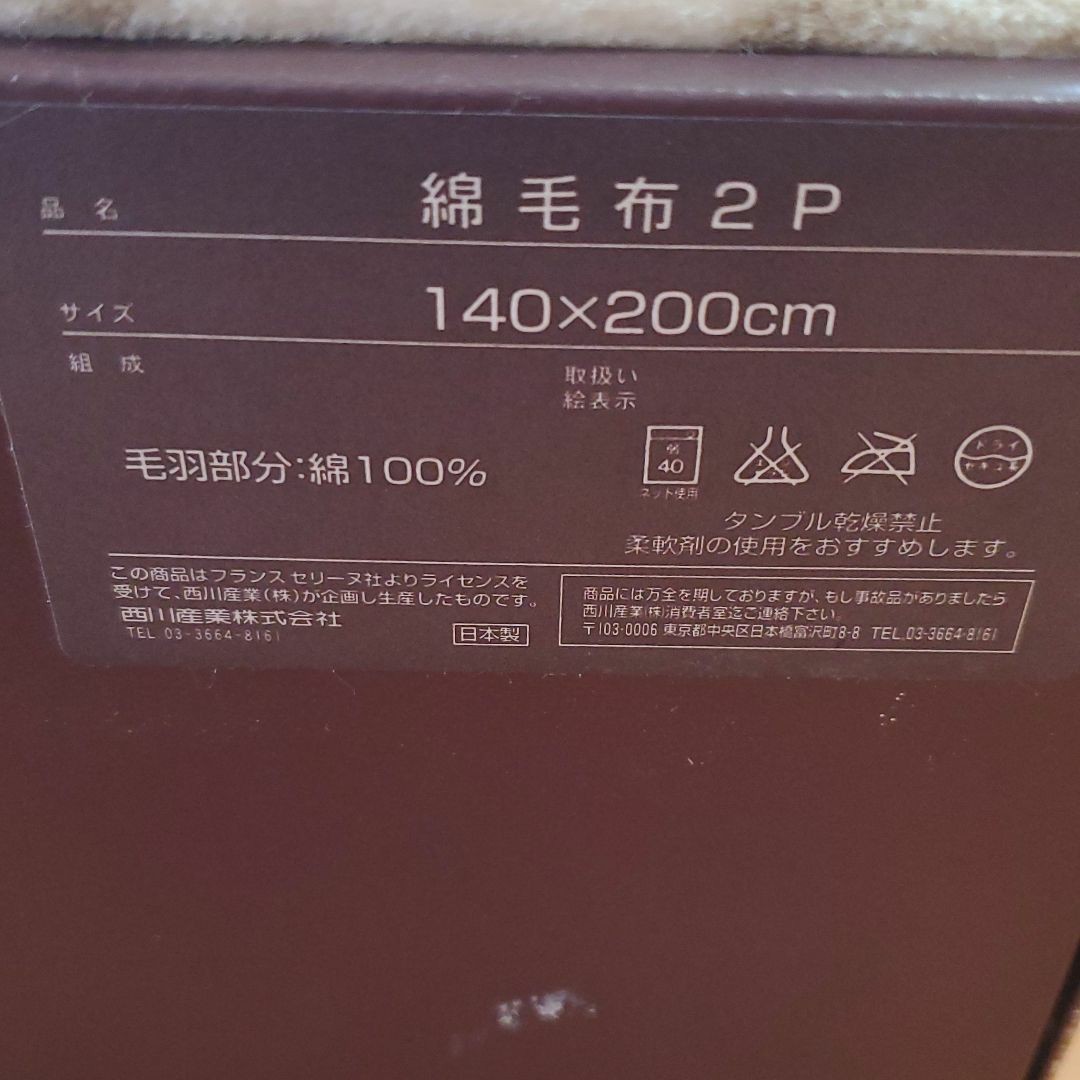 品名 綿毛布2P
サイズ 140×200cm
組成
毛羽部分:綿100%
取扱い
絵表示
弱
40
ネット使用
ドライ
セキユ系
タンブル乾燥禁止
柔軟剤の使用をおすすめします。
この商品はフランス セリーヌ社よりライセンスを
受けて、西川産業(株)が企画し生産したものです。
西川産業株式会社
TEL 03-3664-8161
日本製
商品には万全を期しておりますが、もし事故品がありましたら
西川産業(株)消費者室迄ご連絡下さい。
〒103-0006 東京都中央区日本橋富沢町8-8 TEL.03-3664-8161